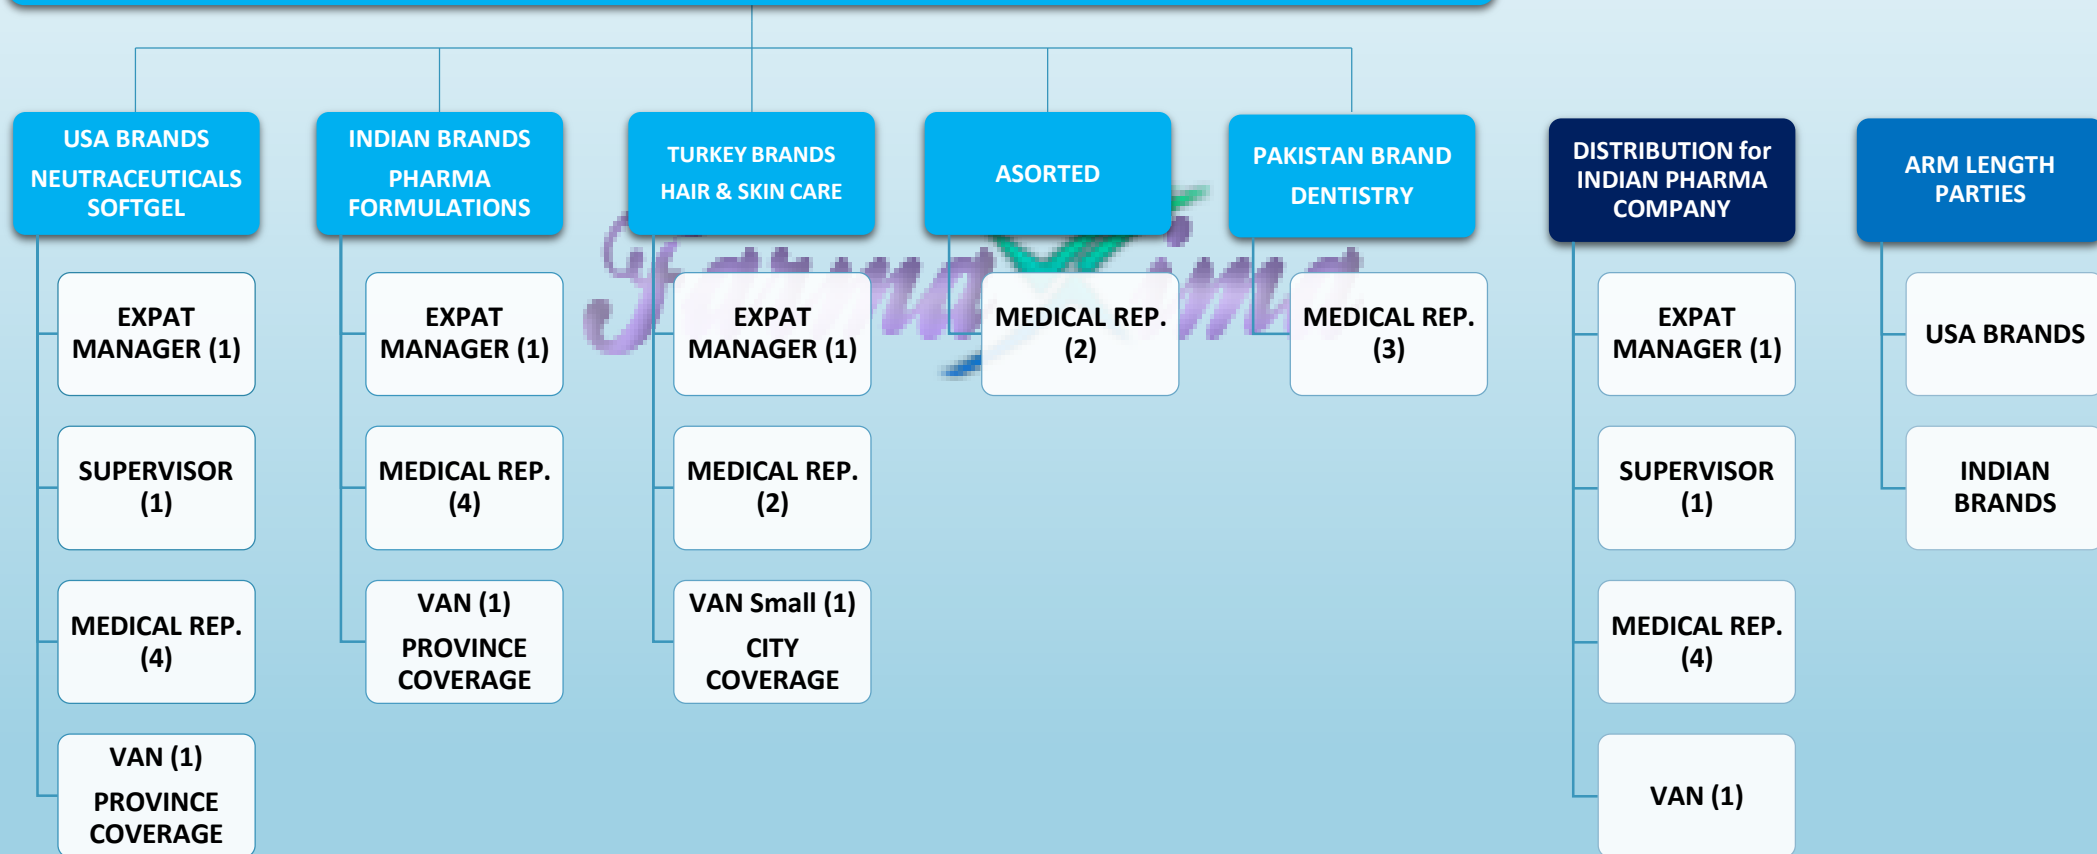 USA BRANDS
NEUTRACEUTICALS
SOFTGEL
EXPAT
MANAGER (1)
SUPERVISOR
(1)
MEDICAL REP.
(4)
VAN (1)
PROVINCE
COVERAGE
INDIAN BRANDS
PHARMA
FORMULATIONS
EXPAT
MANAGER (1)
MEDICAL REP.
(4)
VAN (1)
PROVINCE
COVERAGE
TURKEY BRANDS
HAIR & SKIN CARE
EXPAT
MANAGER (1)
MEDICAL REP.
(2)
VAN Small (1)
CITY
COVERAGE
ASORTED
MEDICAL REP.
(2)
PAKISTAN BRAND
DENTISTRY
MEDICAL REP.
(3)
DISTRIBUTION for
INDIAN PHARMA
COMPANY
EXPAT
MANAGER (1)
SUPERVISOR
(1)
MEDICAL REP.
(4)
VAN (1)
ARM LENGTH
PARTIES
USA BRANDS
INDIAN
BRANDS
FarmaXima